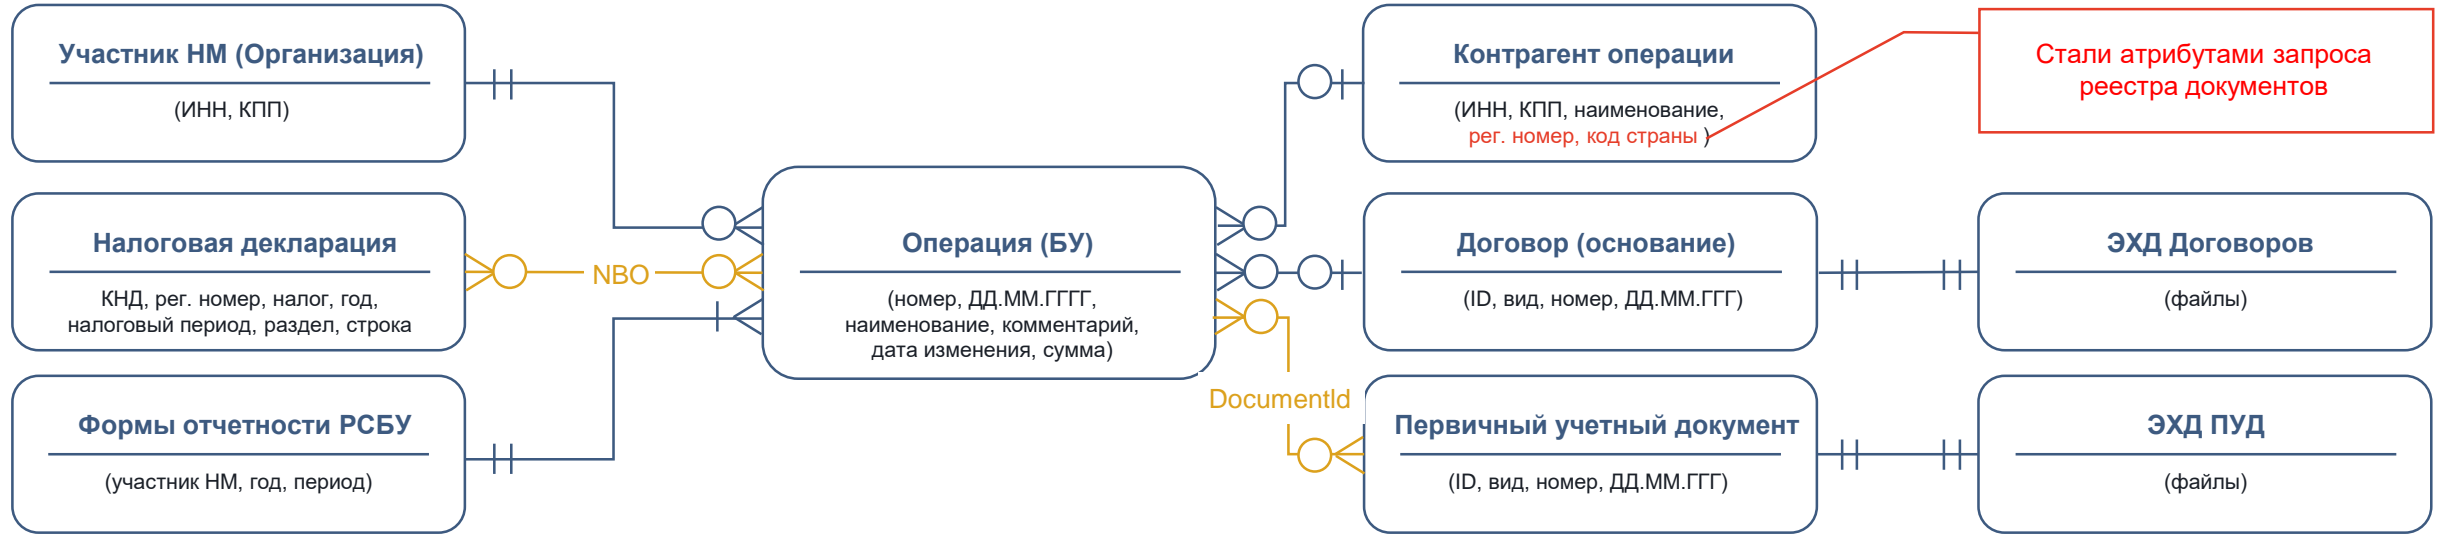 Участник НМ (Организация)
(ИНН, КПП)
Налоговая декларация
КНД, рег. номер, налог, год,
налоговый период, раздел, строка
Формы отчетности РСБУ
(участник НМ, год, период)
NBO
Операция (БУ)
(номер, ДД.ММ.ГГГГ,
наименование, комментарий,
дата изменения, сумма)
DocumentId
Контрагент операции
(ИНН, КПП, наименование,
рег. номер, код страны )
Договор (основание)
(ID, вид, номер, ДД.ММ.ГГГ)
Первичный учетный документ
(ID, вид, номер, ДД.ММ.ГГГ)
Стали атрибутами запроса
реестра документов
ЭХД Договоров
(файлы)
ЭХД ПУД
(файлы)